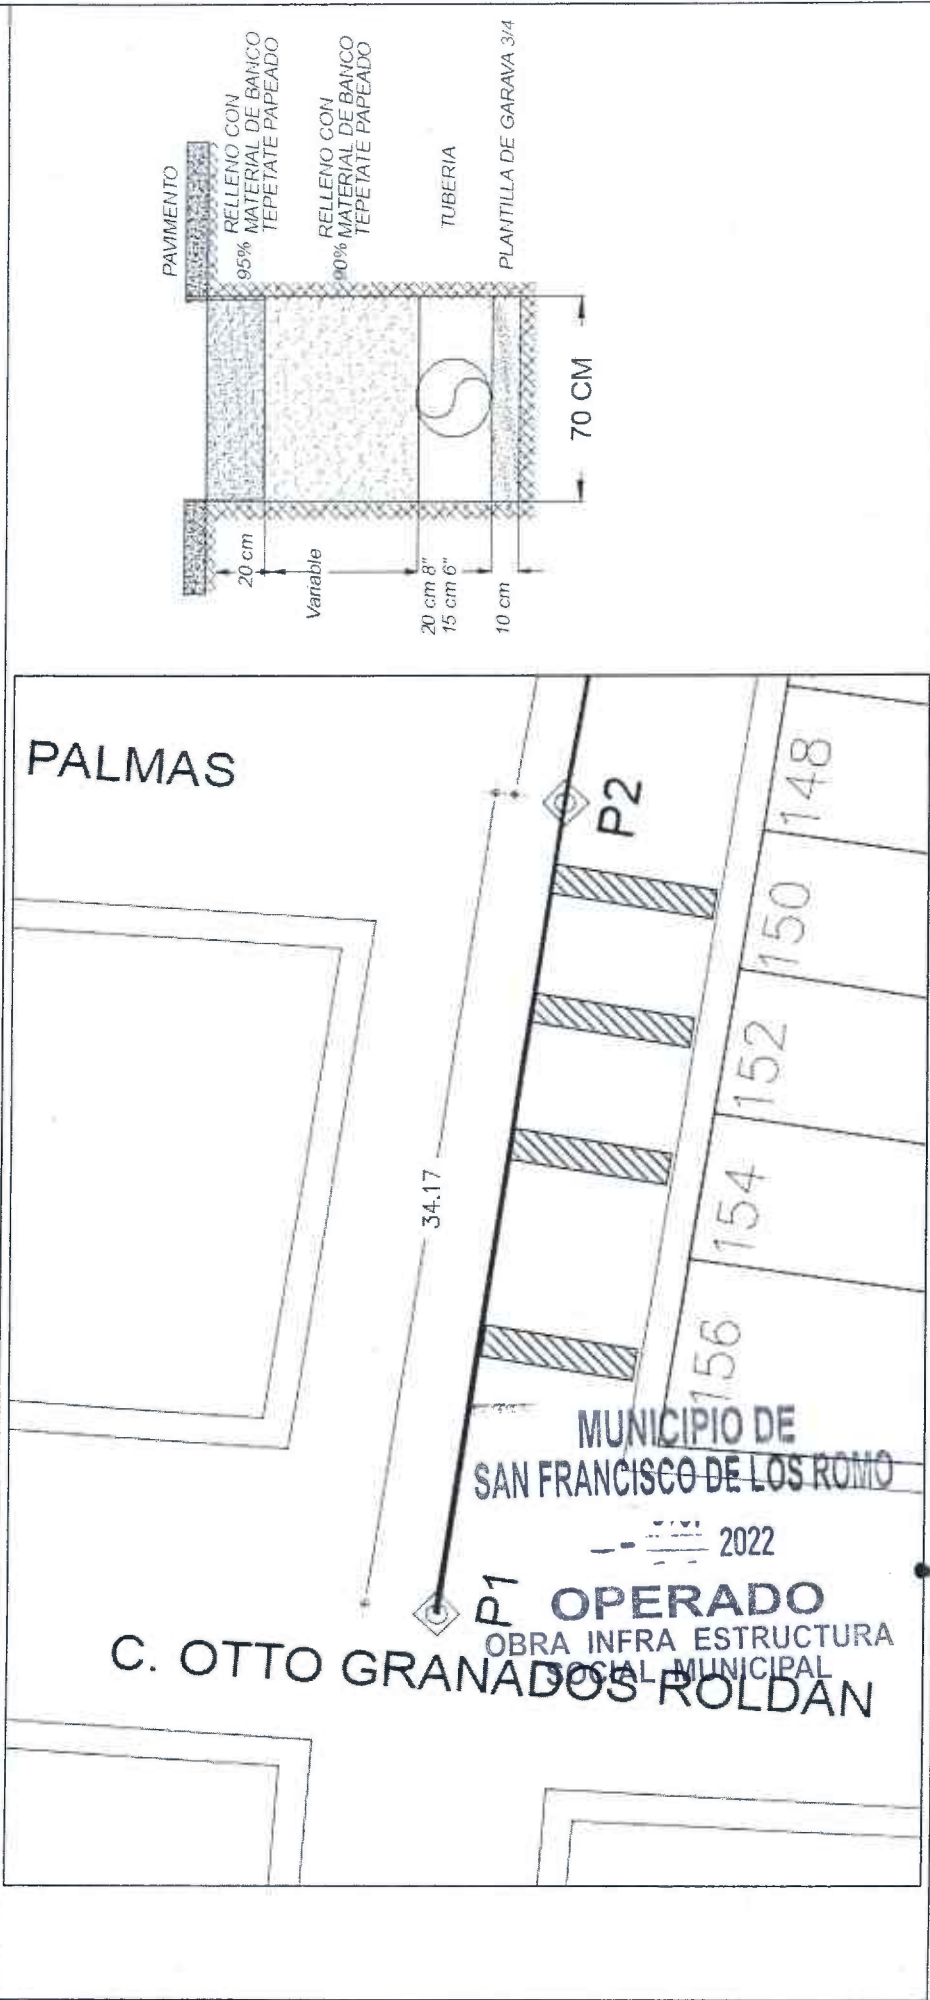 PAVIMENTO
95% RELLENO CON
MATERIAL DE BANCO
TEPETATE PAPEADO
90% RELLENO CON
MATERIAL DE BANCO
TEPETATE PAPEADO
TUBERIA
PLANTILLA DE GARAVA 3/4
20 cm
Variable
20 cm 8"
15 cm 6"
10 cm
70 CM
PALMAS
P2
148
150
152
154
156
34.17
P1
C. OTTO GRANADOS ROLDAN
MUNICIPIO DE
SAN FRANCISCO DE LOS ROMO
2022
OPERADO
OBRA INFRA ESTRUCTURA
SOCIAL MUNICIPAL